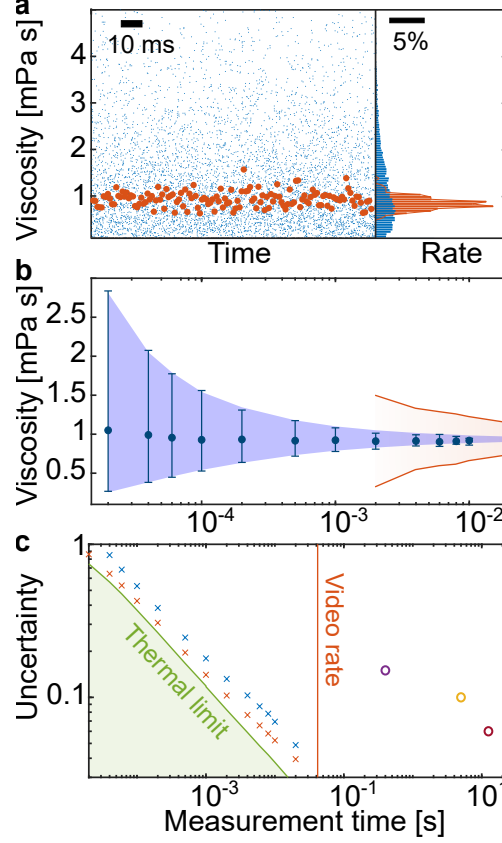 a
Viscosity [mPa s]
4
3
2
1
10 ms
5%
Time
Rate
b
Viscosity [mPa s]
2.5
2
1.5
1
0.5
10⁻⁴
10⁻³
10⁻²
c
Uncertainty
1
0.1
Thermal limit
Video rate
10⁻³
10⁻¹
10¹
Measurement time [s]